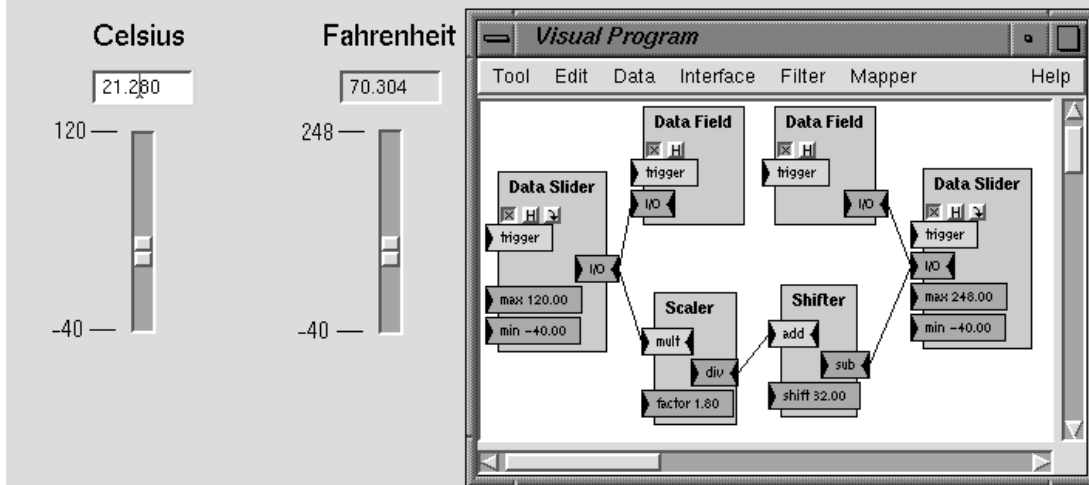 Celsius
Fahrenheit
21.280
70.304
120
248
-40
-40
Visual Program
Tool Edit Data Interface Filter Mapper Help
Data Slider
trigger
I/O
max 120.00
min -40.00
Data Field
H
trigger
I/O
Data Field
H
trigger
I/O
H
Scaler
mult
div
factor 1.80
Shifter
add
sub
shift 32.00
Data Slider
H
trigger
I/O
max 248.00
min -40.00